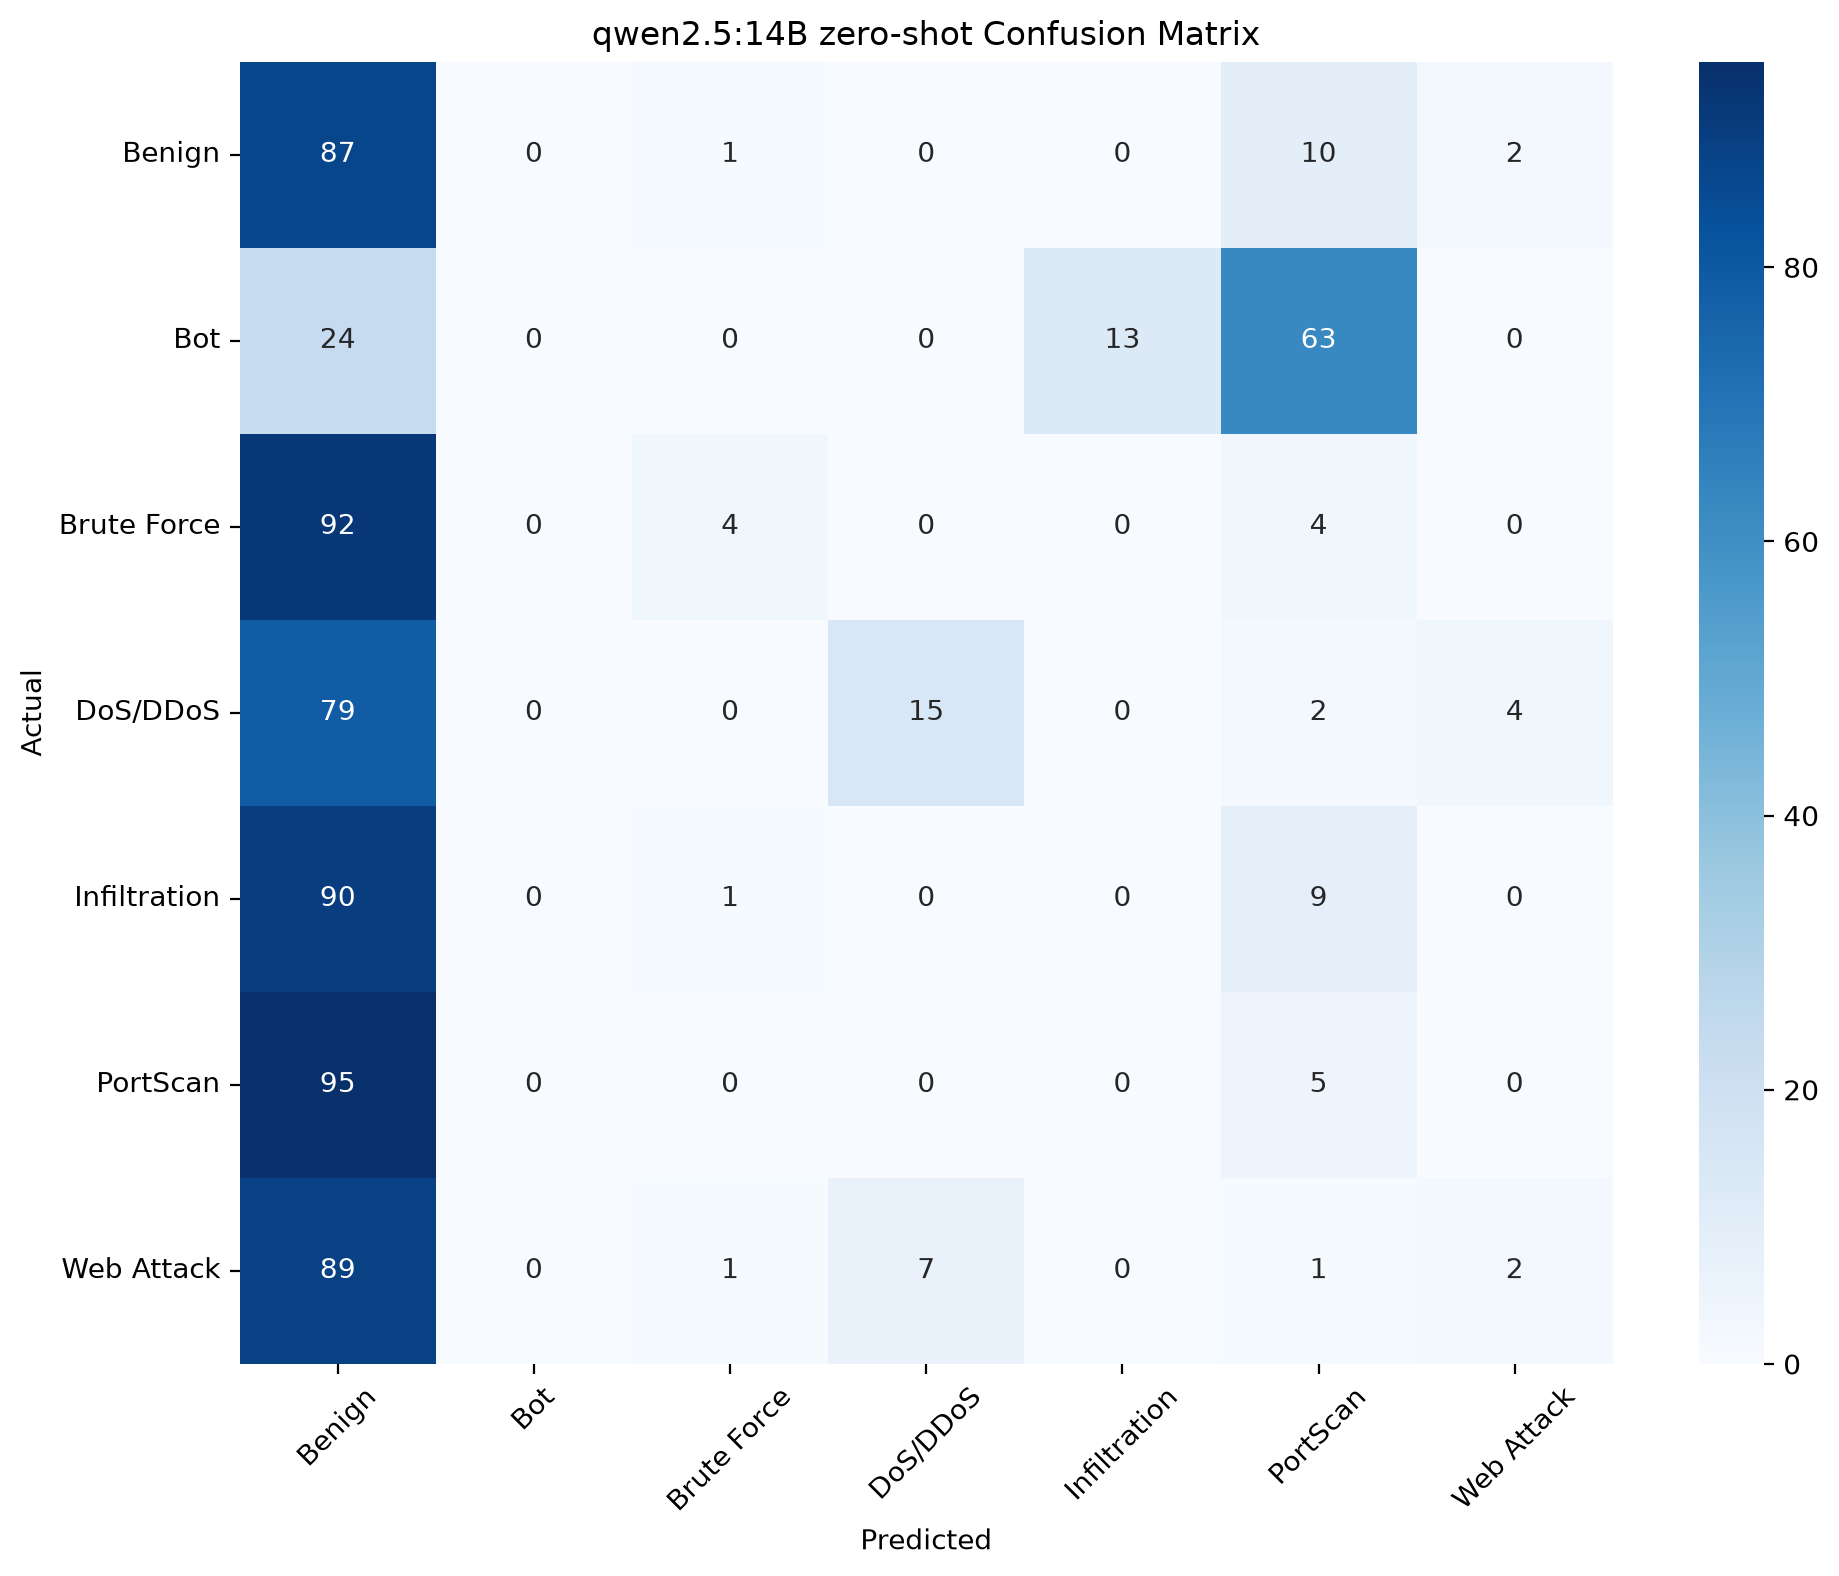 qwen2.5:14B zero-shot Confusion Matrix
Benign 87 0 1 0 0 10 2
Bot 24 0 0 0 13 63 0
Brute Force 92 0 4 0 0 4 0
DoS/DDoS 79 0 0 15 0 2 4
Infiltration 90 0 1 0 0 9 0
PortScan 95 0 0 0 0 5 0
Web Attack 89 0 1 7 0 1 2
Actual
Benign Bot Brute Force DoS/DDoS Infiltration PortScan Web Attack
Predicted
80
60
40
20
0